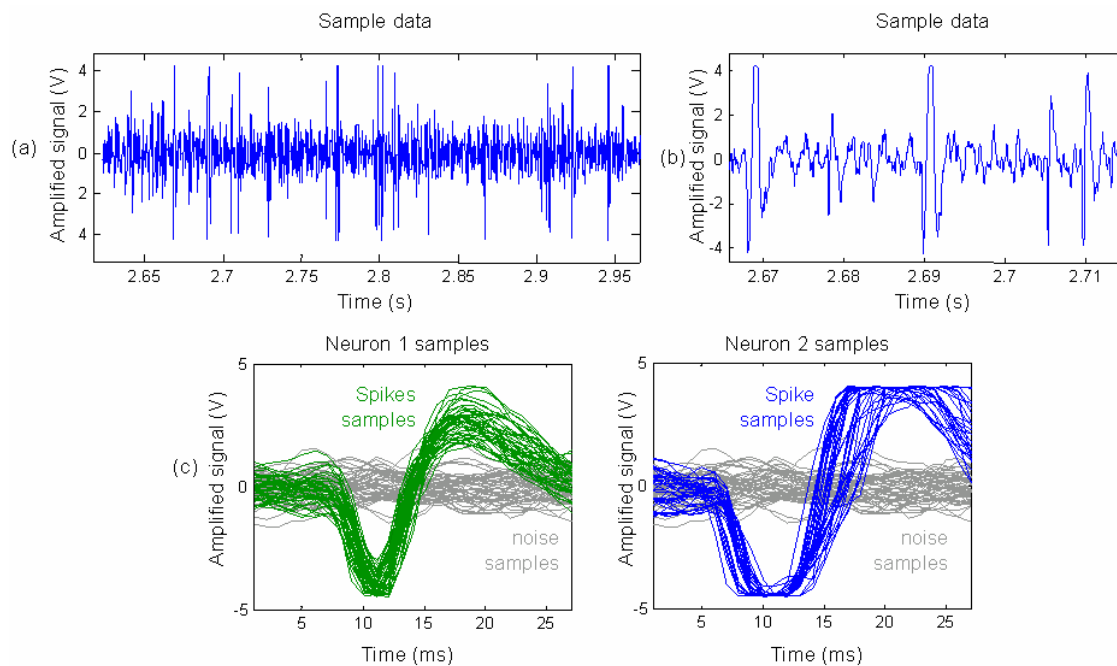 Sample data
Amplified signal (V)
4
2
0
2
4
2.65
2.7
2.75
2.8
2.85
2.9
2.95
Time (s)
(a)
Sample data
Amplified signal (V)
4
2
0
-2
-4
2.67
2.68
2.69
2.7
2.71
Time (s)
(b)
(c)
Neuron 1 samples
Amplified signal (V)
5
0
-5
Spikes
samples
noise
samples
5
10
15
20
25
Time (ms)
Neuron 2 samples
Amplified signal (V)
5
0
-5
Spike
samples
noise
samples
5
10
15
20
25
Time (ms)